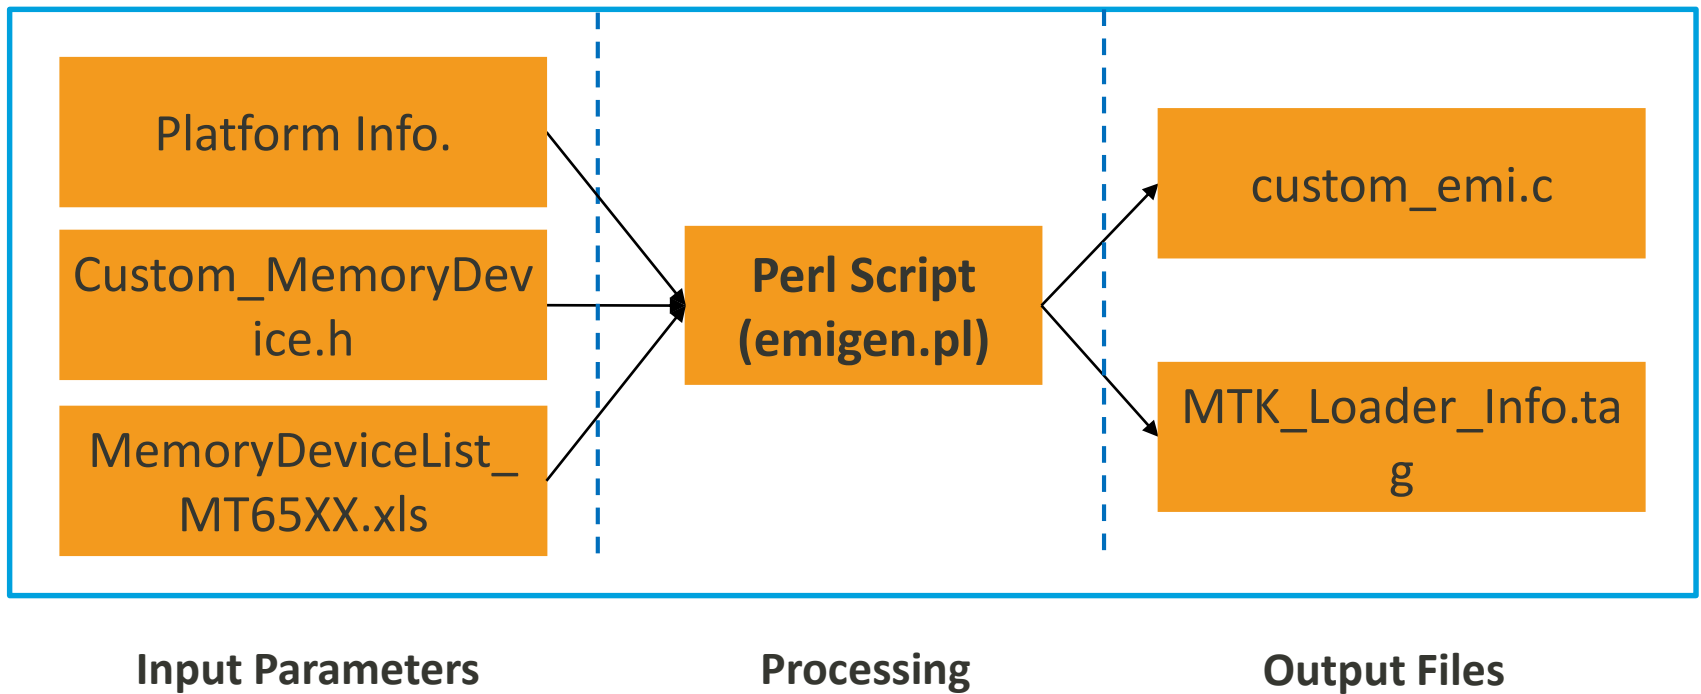 Platform Info.
Custom_MemoryDev
ice.h
MemoryDeviceList_
MT65XX.xls
Perl Script
(emigen.pl)
custom_emi.c
MTK_Loader_Info.ta
g
Input Parameters
Processing
Output Files